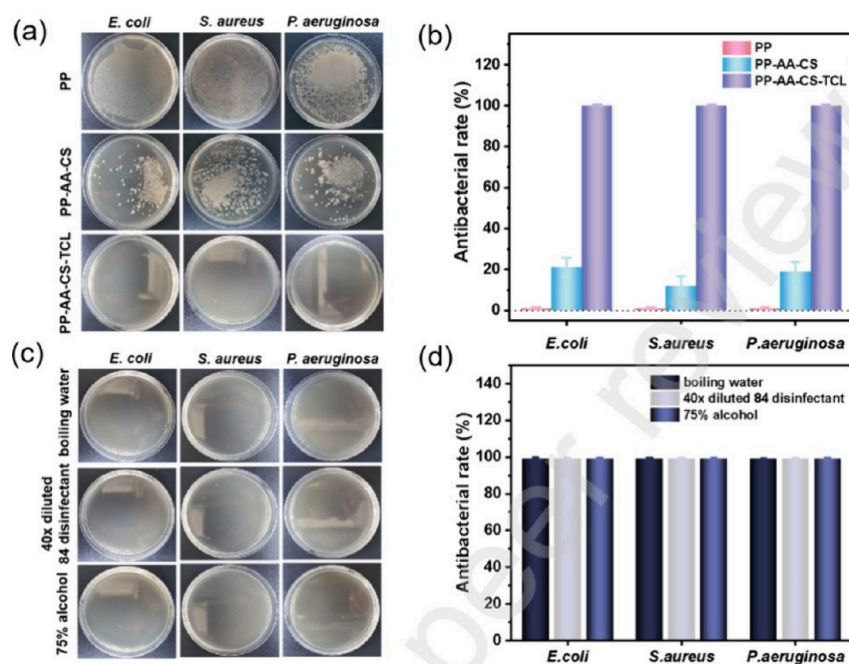 (a)
E. coli
S. aureus
P. aeruginosa
PP
PP-AA-CS
PP-AA-CS-TCL
(b)
Antibacterial rate (%)
120
100
80
60
40
20
0
PP
PP-AA-CS
PP-AA-CS-TCL
E.coli
S.aureus
P.aeruginosa
(c)
E. coli
S. aureus
P. aeruginosa
boiling water
40x diluted
84 disinfectant
75% alcohol
(d)
Antibacterial rate (%)
140
120
100
80
60
40
20
0
boiling water
40x diluted 84 disinfectant
75% alcohol
E.coli
S.aureus
P.aeruginosa
peer review